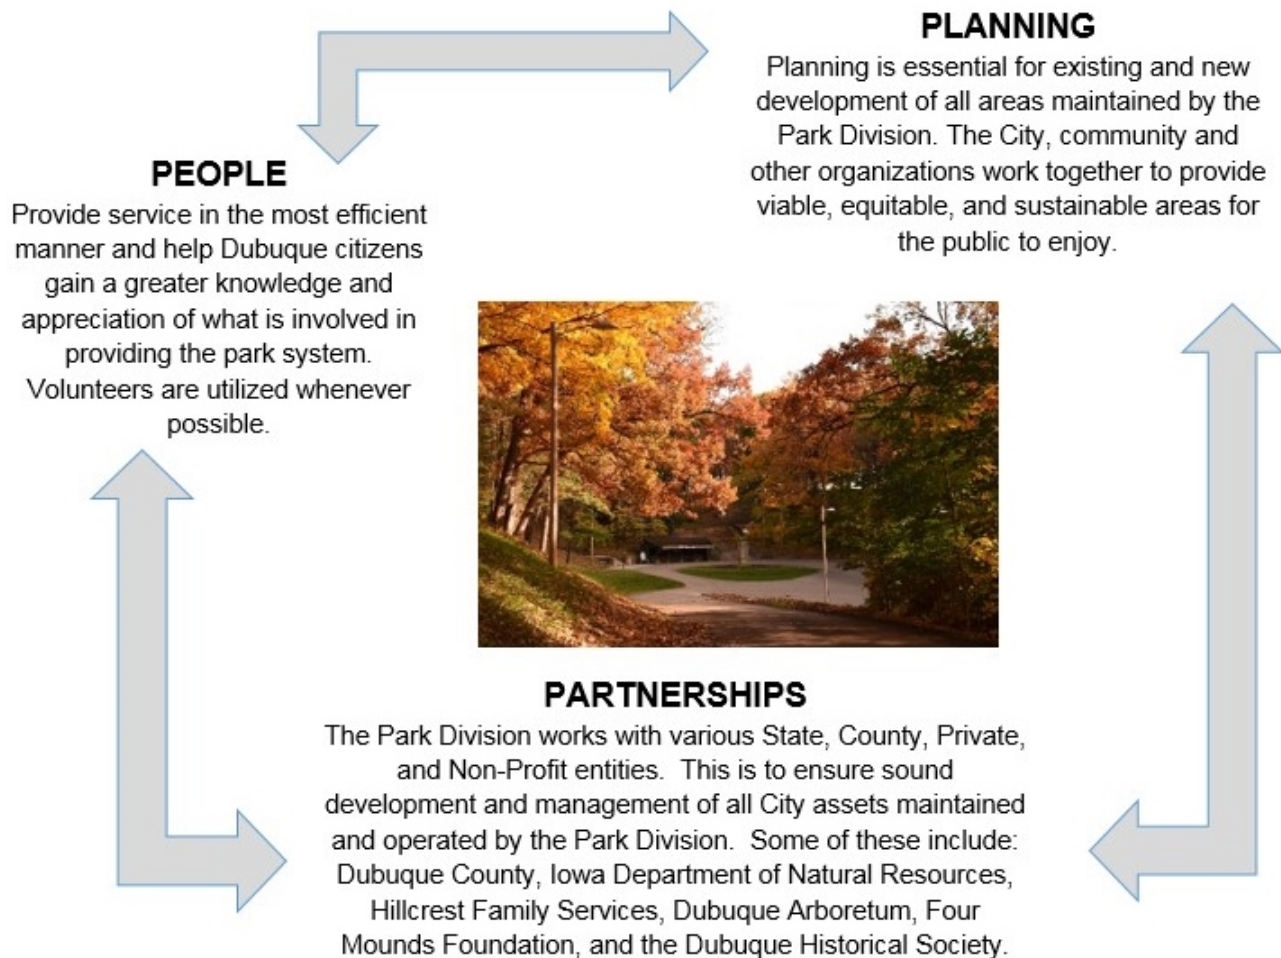 PEOPLE
Provide service in the most efficient
manner and help Dubuque citizens
gain a greater knowledge and
appreciation of what is involved in
providing the park system.
Volunteers are utilized whenever
possible.
PLANNING
Planning is essential for existing and new
development of all areas maintained by the
Park Division. The City, community and
other organizations work together to provide
viable, equitable, and sustainable areas for
the public to enjoy.
PARTNERSHIPS
The Park Division works with various State, County, Private,
and Non-Profit entities.  This is to ensure sound
development and management of all City assets maintained
and operated by the Park Division.  Some of these include:
Dubuque County, Iowa Department of Natural Resources,
Hillcrest Family Services, Dubuque Arboretum, Four
Mounds Foundation, and the Dubuque Historical Society.